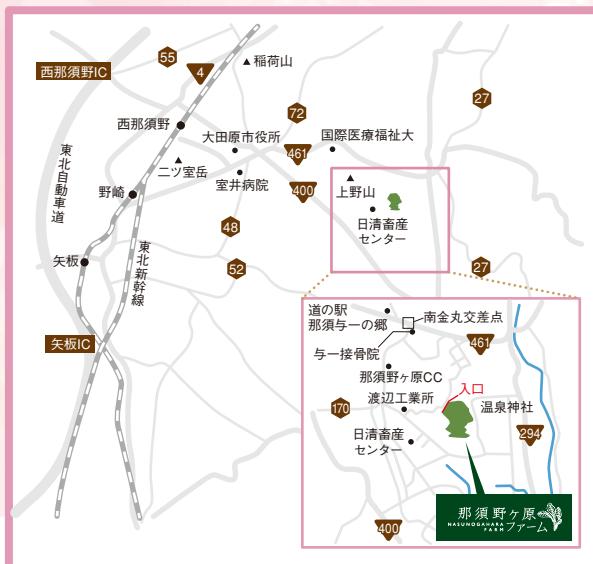 西那須野IC
55
4
稲荷山
27
72
西那須野
大田原市役所
国際医療福祉大
461
二ツ室岳
室井病院
400
上野山
東北自動車道
野崎
日清畜産
センター
48
矢板
東北新幹線
52
27
矢板IC
道の駅
那須与一の郷
南金丸交差点
与一接骨院
461
那須野ヶ原CC
入口
渡辺工業所
170
温泉神社
294
日清畜産
センター
400
那須野ヶ原
NASUNOGAHARA
FARM
ファーム